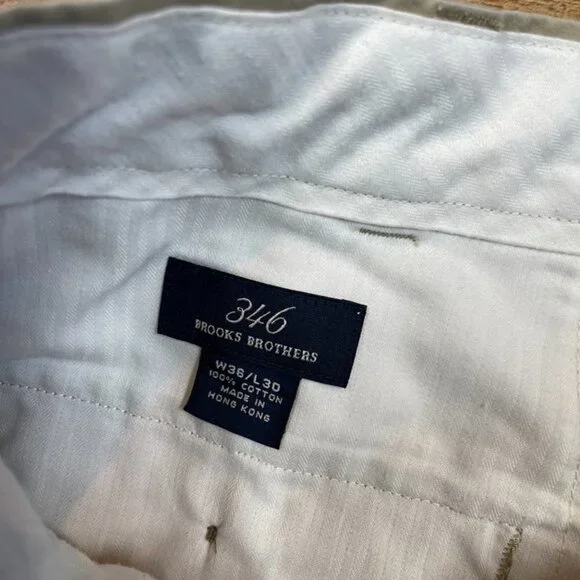 346
BROOKS BROTHERS
W36/L30
100% COTTON
MADE IN
HONG KONG